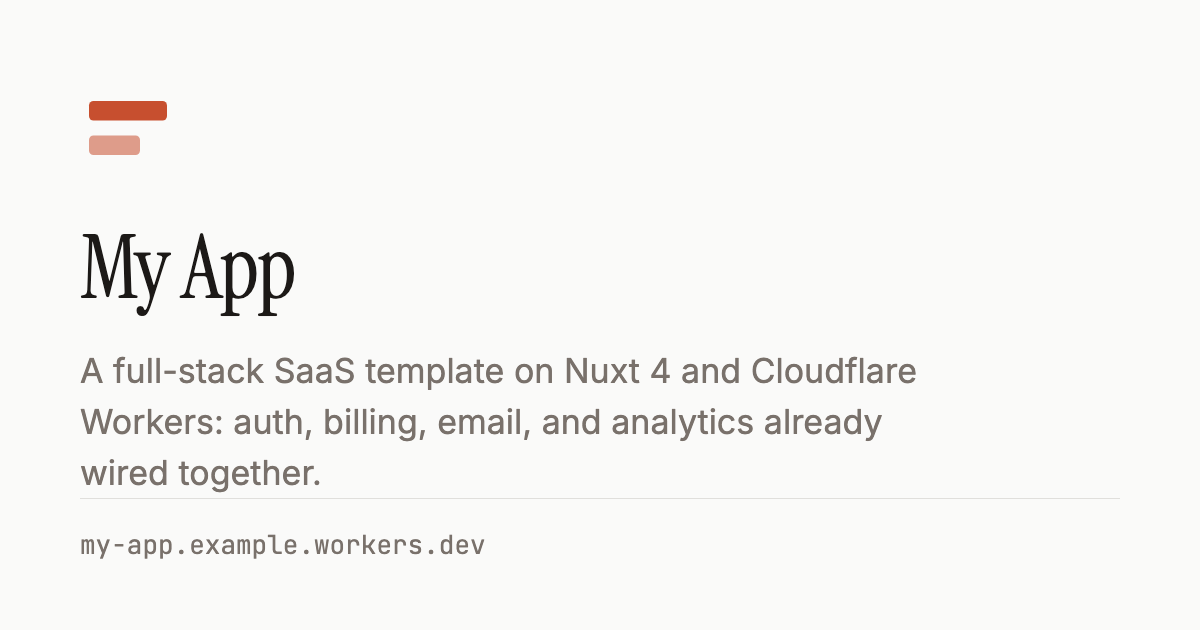 My App
A full-stack SaaS template on Nuxt 4 and Cloudflare
Workers: auth, billing, email, and analytics already
wired together.
my-app.example.workers.dev